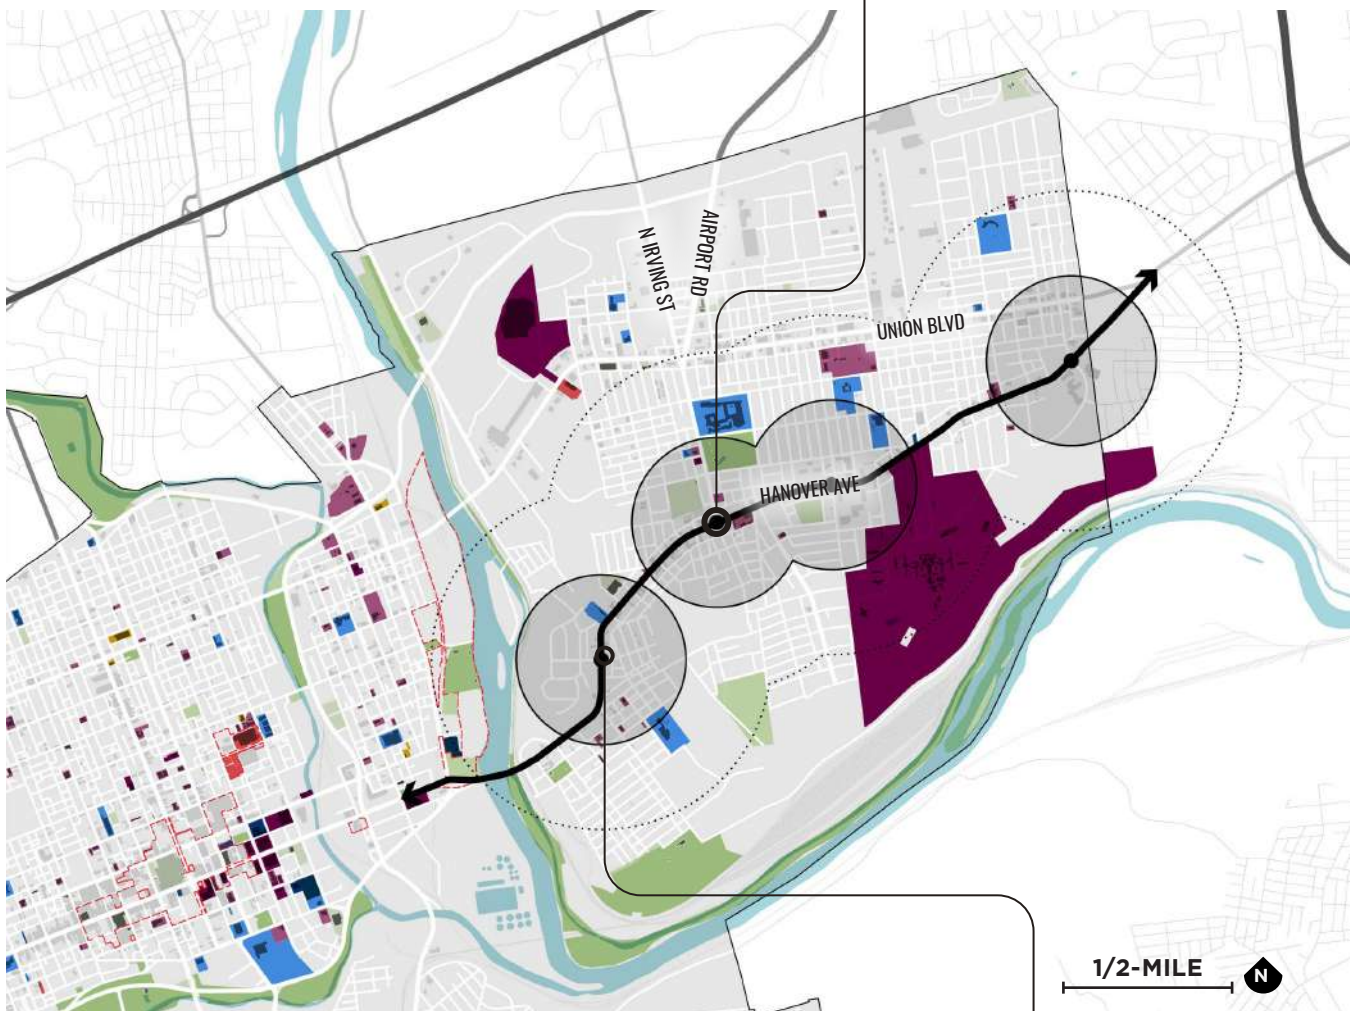 N IRVING ST
AIRPORT RD
UNION BLVD
HANOVER AVE
1/2-MILE
N